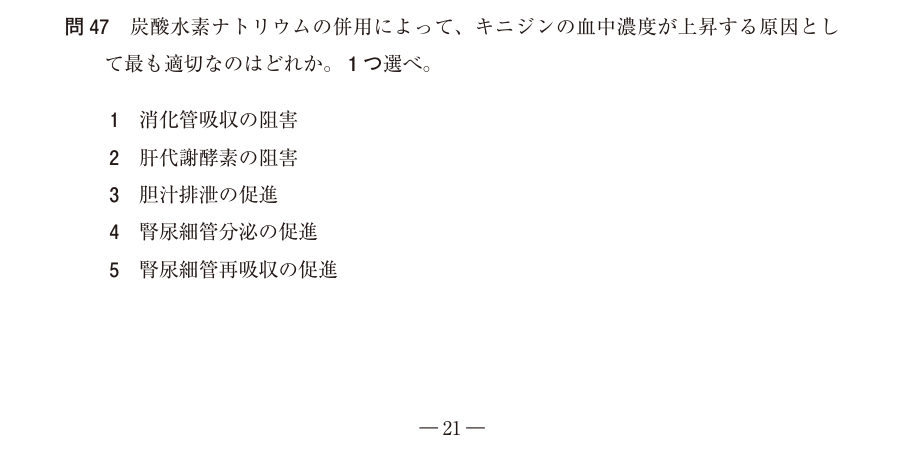 問 47 炭酸水素ナトリウムの併用によって、キニジンの血中濃度が上昇する原因とし
て最も適切なのはどれか。1つ選べ。
1 消化管吸収の阻害
2 肝代謝酵素の阻害
3 胆汁排泄の促進
4 腎尿細管分泌の促進
5 腎尿細管再吸収の促進
— 21 —